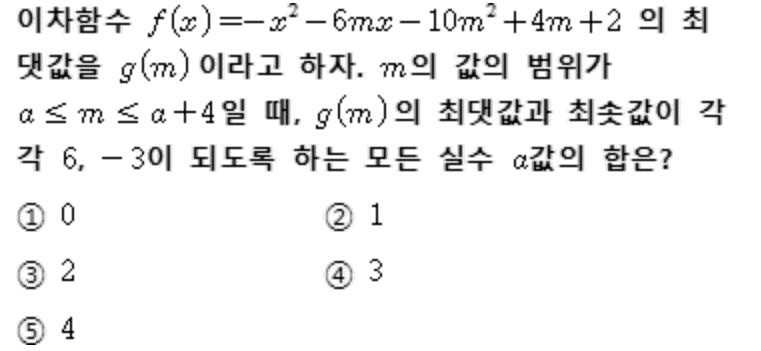 이차함수 f(x)=−x²−6mx−10m²+4m+2 의 최
댓값을 g(m)이라고 하자. m의 값의 범위가
a≤m≤a+4일 때, g(m)의 최댓값과 최솟값이 각
각 6, −3이 되도록 하는 모든 실수 a값의 합은?
① 0 ② 1
③ 2 ④ 3
⑤ 4